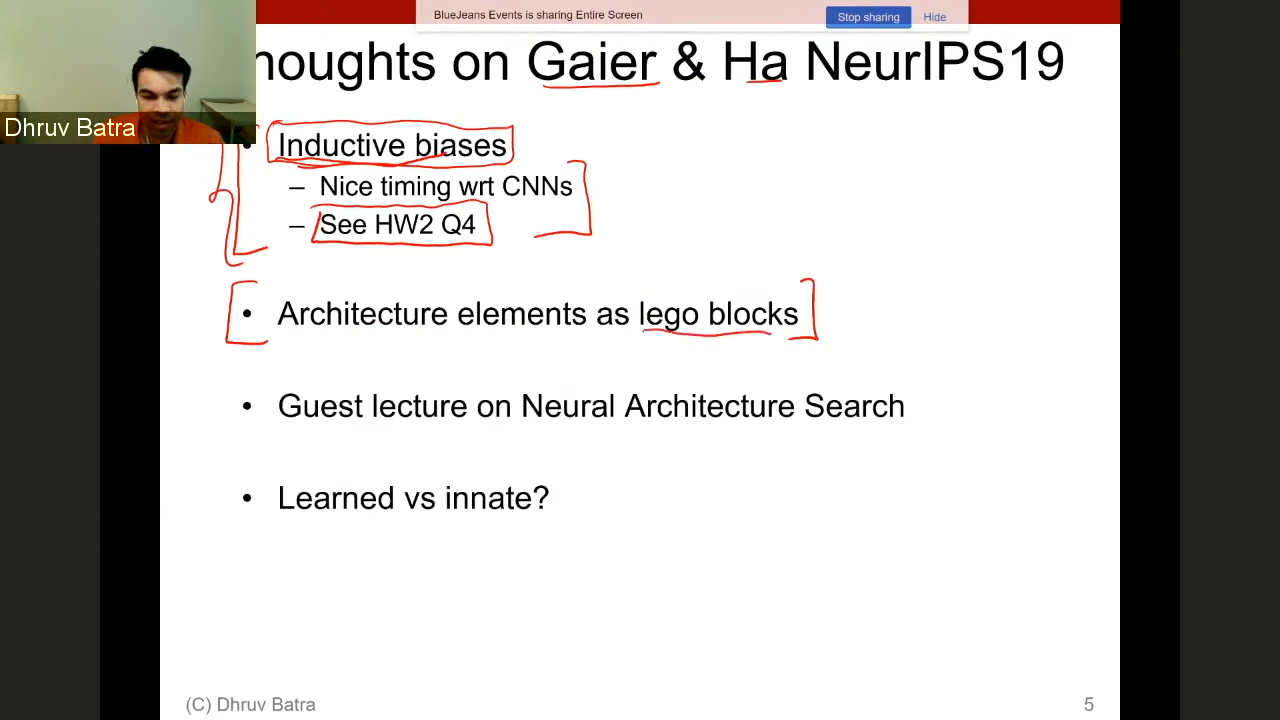 BlueJeans Events is sharing Entire Screen
Stop sharing
Hide
houghts on Gaier & Ha NeurIPS19
Dhruv Batra
• Inductive biases
– Nice timing wrt CNNs
– See HW2 Q4
• Architecture elements as lego blocks
• Guest lecture on Neural Architecture Search
• Learned vs innate?
(C) Dhruv Batra
5